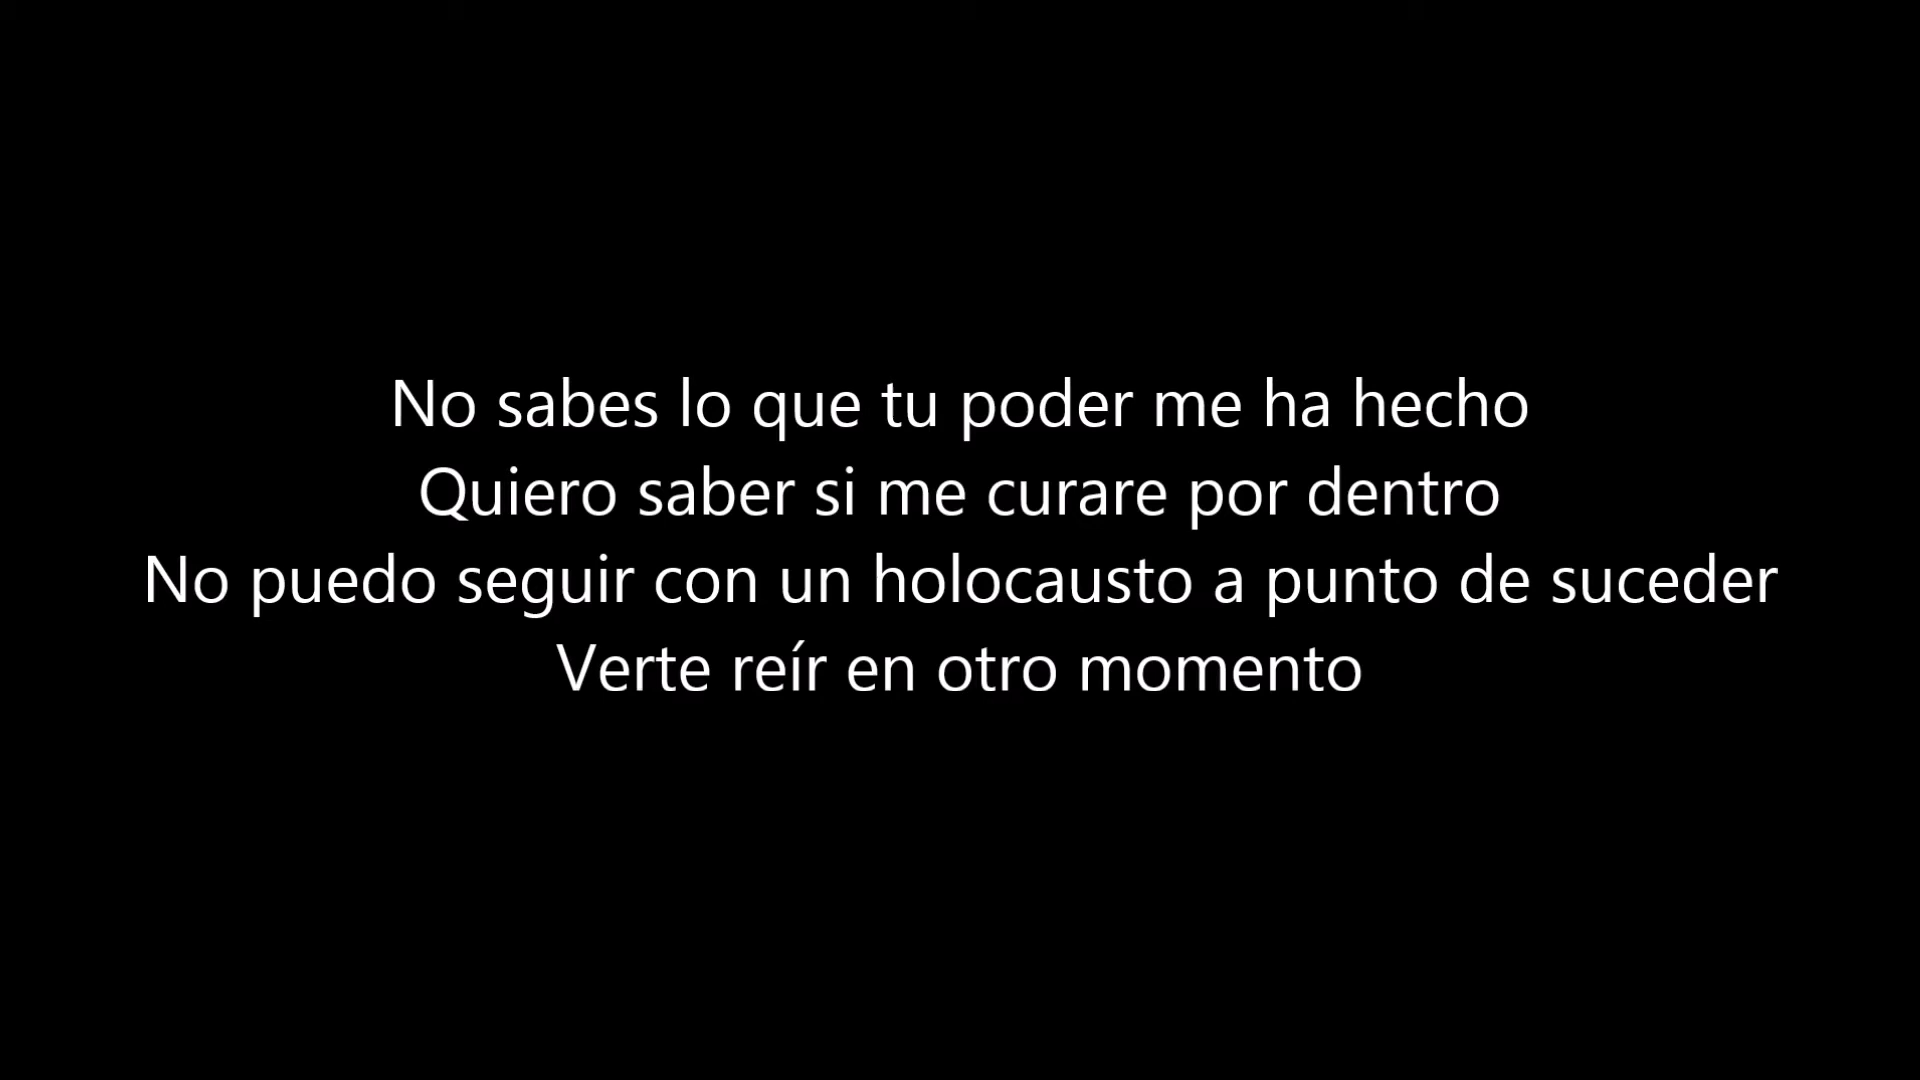 No sabes lo que tu poder me ha hecho
Quiero saber si me curare por dentro
No puedo seguir con un holocausto a punto de suceder
Verte reír en otro momento